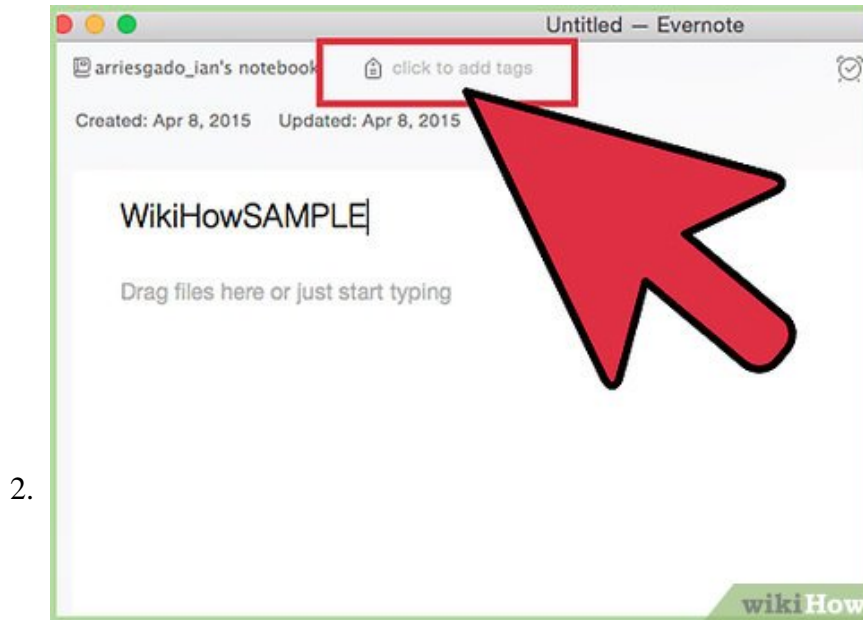 Untitled — Evernote
arriesgado_ian's notebook click to add tags
Created: Apr 8, 2015 Updated: Apr 8, 2015
WikiHowSAMPLE
Drag files here or just start typing
2.
wikiHow